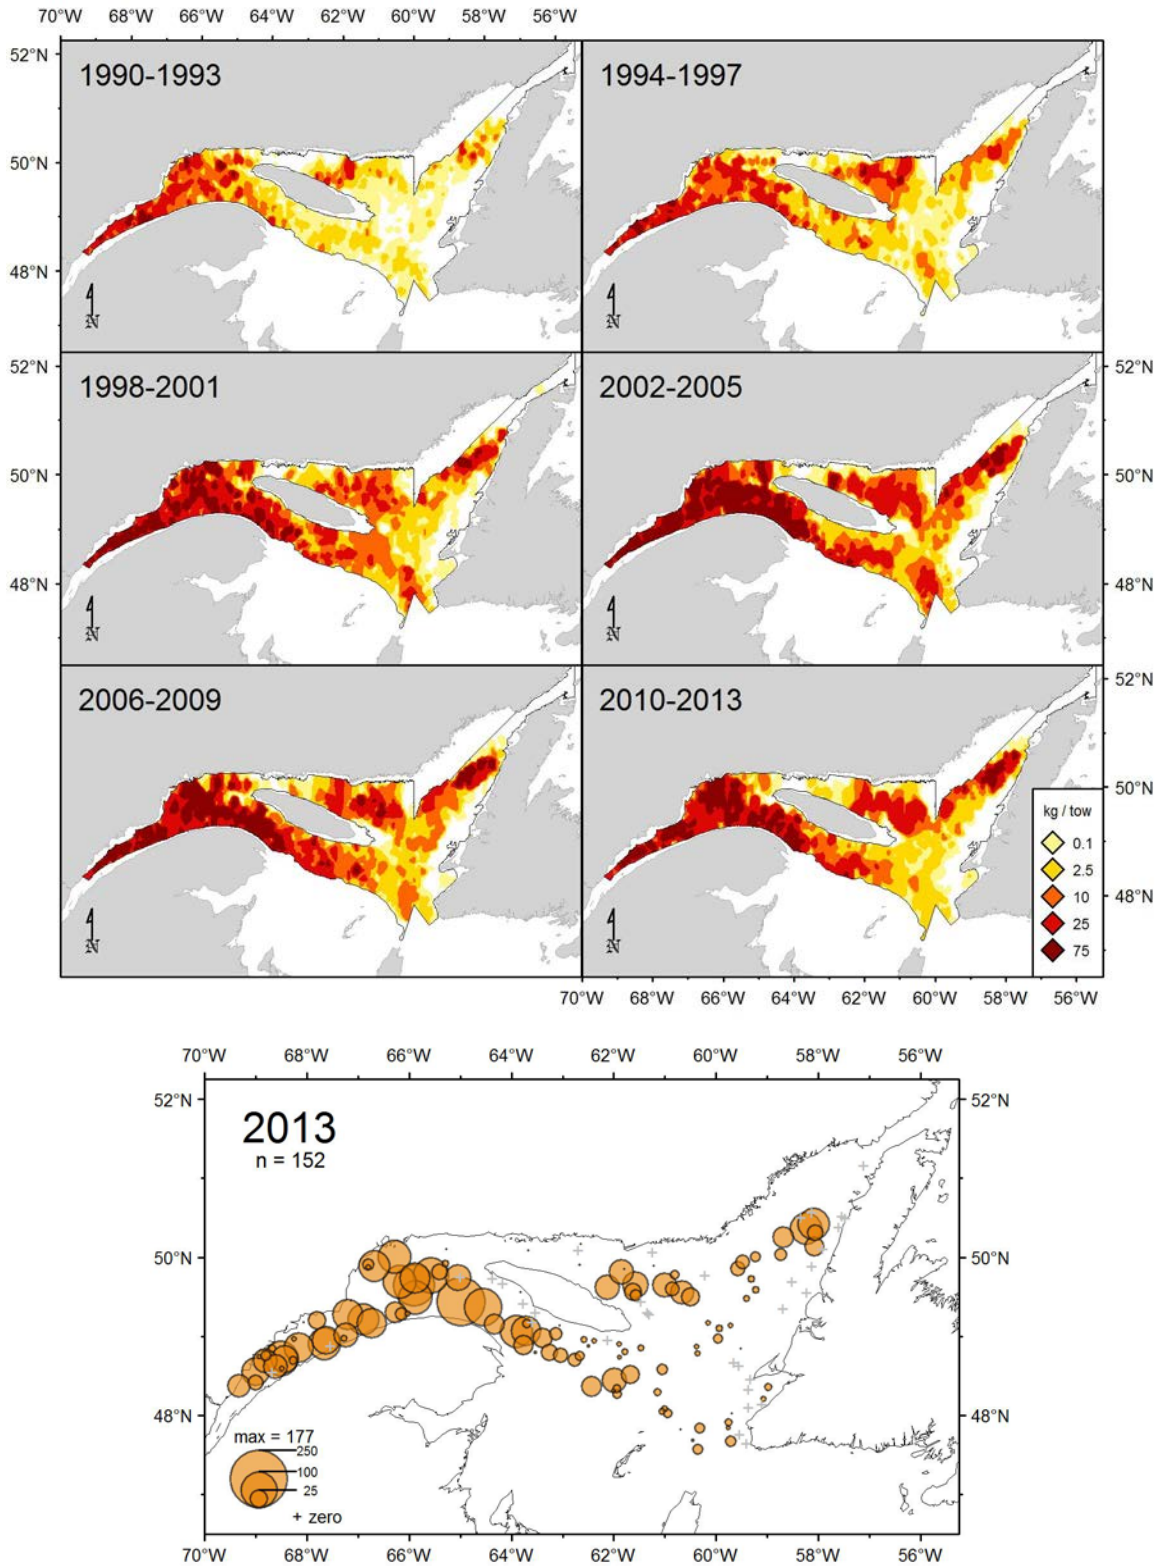 70°W 68°W 66°W 64°W 62°W 60°W 58°W 56°W
52°N 1990-1993 1994-1997
50°N
48°N
N N
1998-2001 2002-2005
52°N 52°N
50°N 50°N
48°N 48°N
N N
2006-2009 2010-2013
52°N
50°N
kg / tow
0.1
2.5
10
25
75
48°N
N N
70°W 68°W 66°W 64°W 62°W 60°W 58°W 56°W
70°W 68°W 66°W 64°W 62°W 60°W 58°W 56°W
52°N 52°N
2013
n = 152
50°N 50°N
48°N 48°N
max = 177
250
100
25
+ zero
70°W 68°W 66°W 64°W 62°W 60°W 58°W 56°W